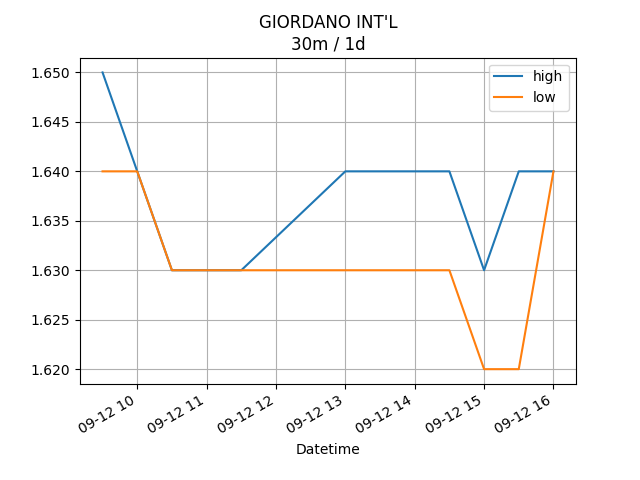 GIORDANO INT'L
30m / 1d
high
low
1.650
1.645
1.640
1.635
1.630
1.625
1.620
09-12 10
09-12 11
09-12 12
09-12 13
09-12 14
09-12 15
09-12 16
Datetime